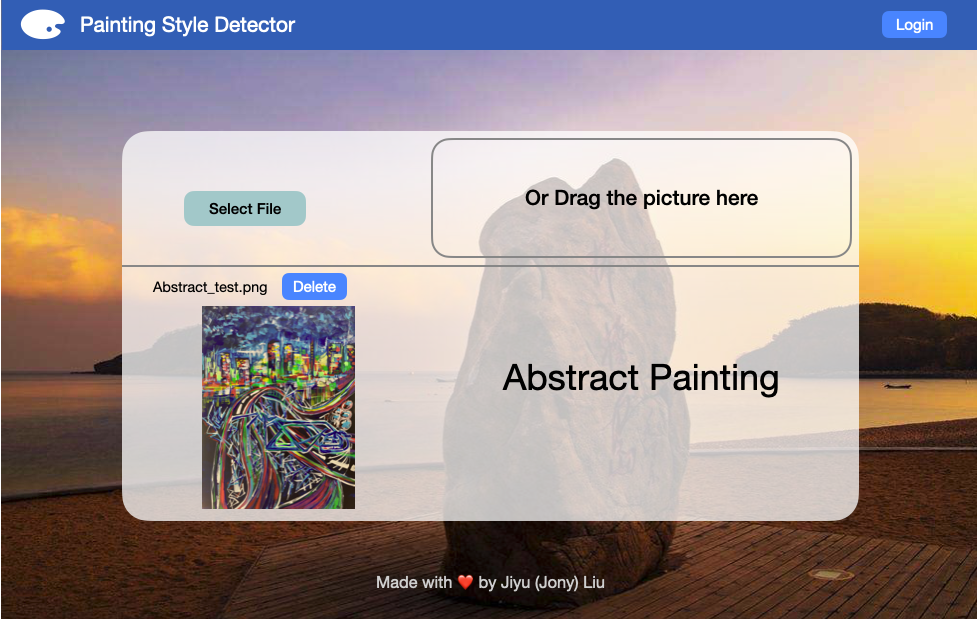 Painting Style Detector
Login
Select File
Or Drag the picture here
Abstract_test.png
Delete
Abstract Painting
Made with ❤️ by Jiyu (Jony) Liu